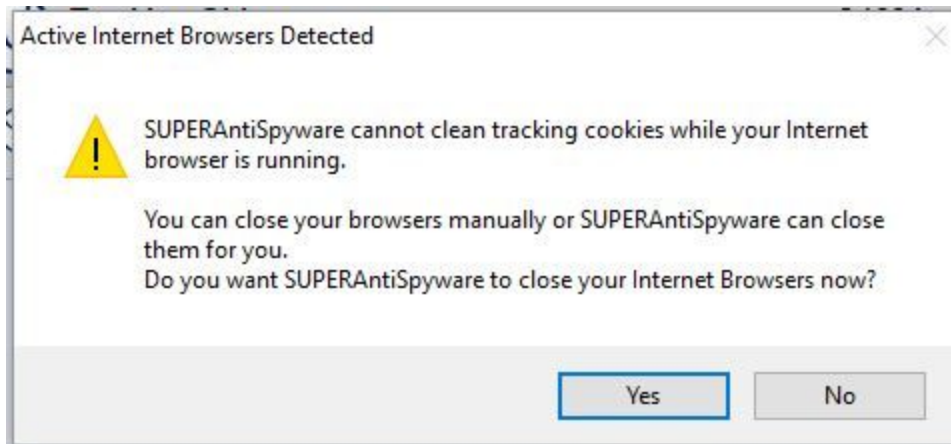 Active Internet Browsers Detected
SUPERAntiSpyware cannot clean tracking cookies while your Internet
browser is running.
You can close your browsers manually or SUPERAntiSpyware can close
them for you.
Do you want SUPERAntiSpyware to close your Internet Browsers now?
Yes No